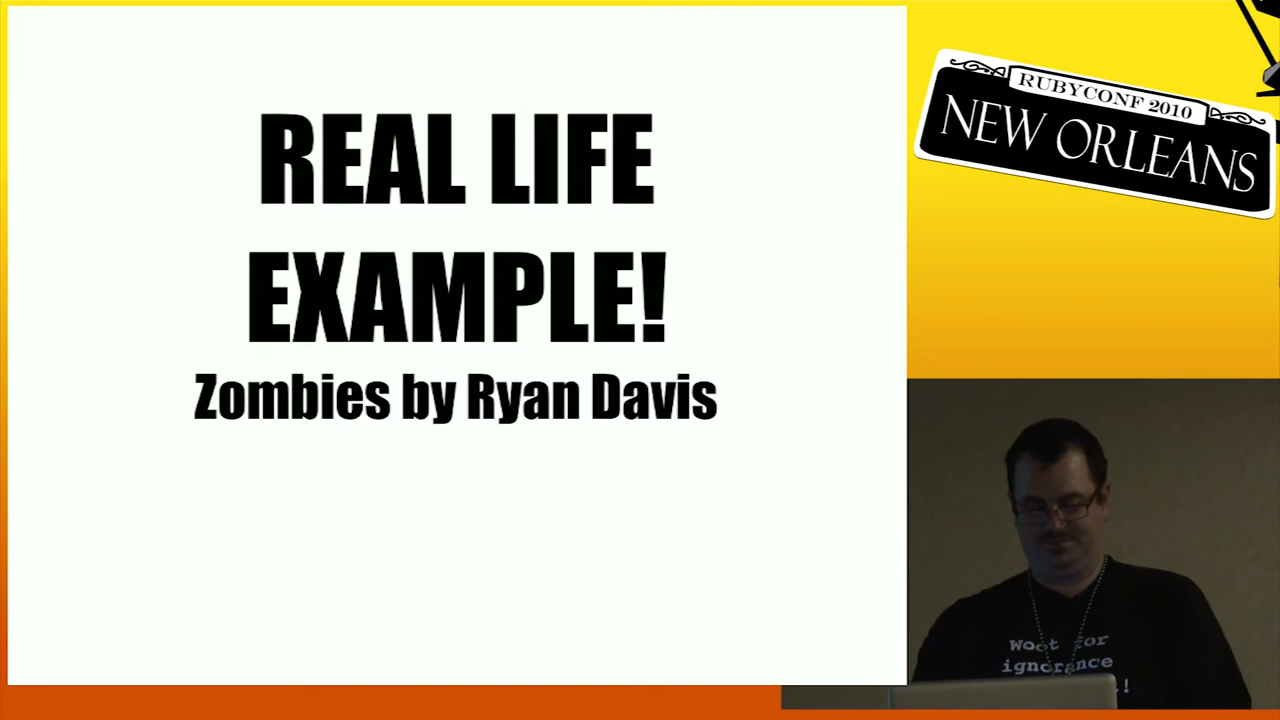 REAL LIFE
EXAMPLE!
Zombies by Ryan Davis
RUBYCONF 2010
NEW ORLEANS
Woot for
ignorance
!